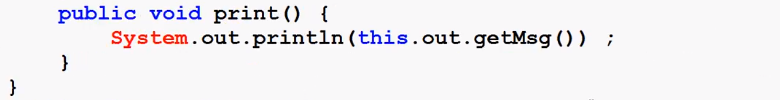 public void print() {
System.out.println(this.out.getMsg()) ;
}
}